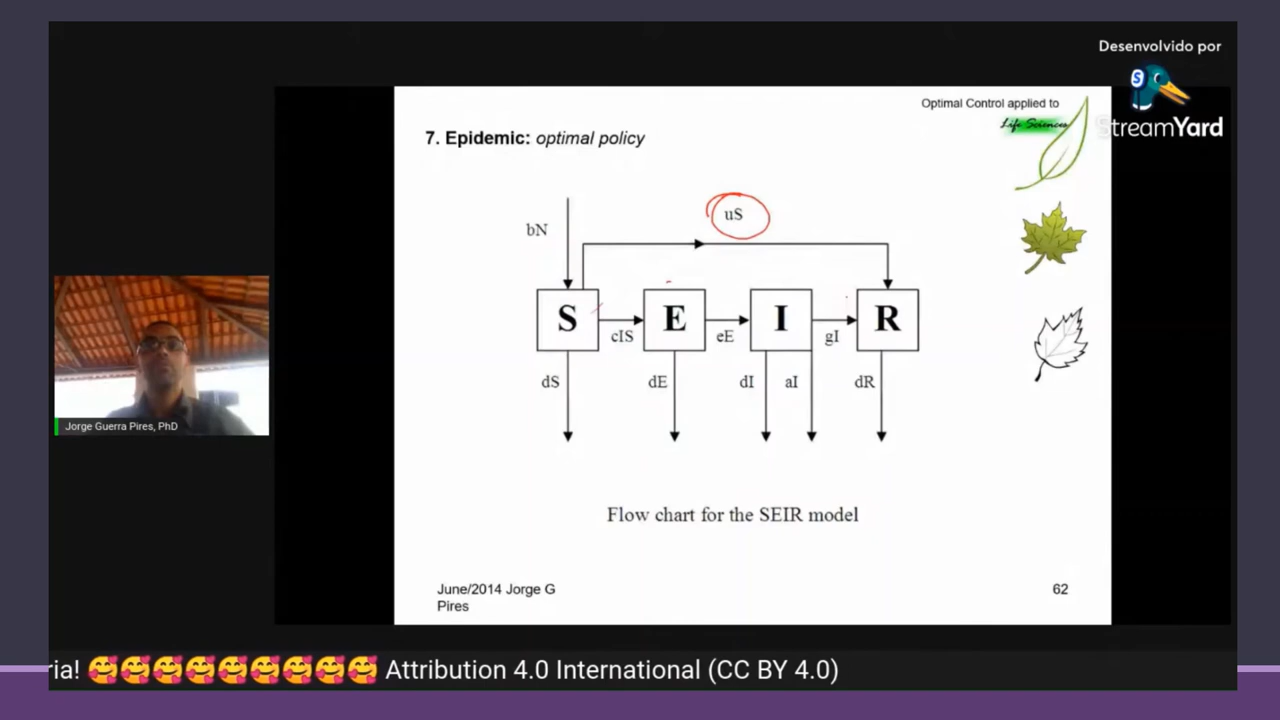 Desenvolvido por
StreamYard
Optimal Control applied to
Life Sciences
7. Epidemic: optimal policy
uS
bN
S
E
I
R
cIS
eE
gI
dS
dE
dI
aI
dR
Flow chart for the SEIR model
June/2014 Jorge G
Pires
62
Jorge Guerra Pires, PhD
ria! 🥰🥰🥰🥰🥰🥰🥰🥰🥰 Attribution 4.0 International (CC BY 4.0)